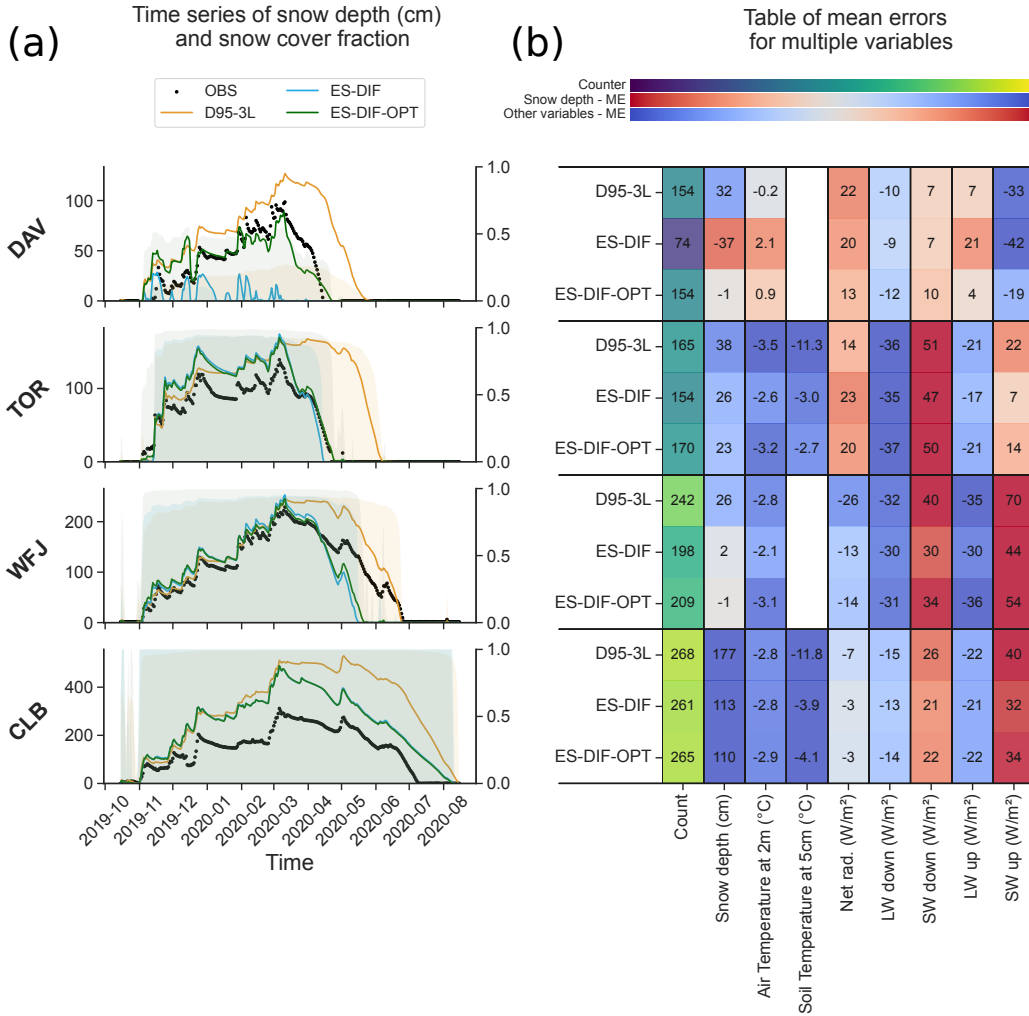 (a)
Time series of snow depth (cm)
and snow cover fraction
OBS
ES-DIF
D95-3L
ES-DIF-OPT
DAV
100
50
0
1.0
0.5
0.0
TOR
100
0
1.0
0.5
0.0
WFJ
200
100
0
1.0
0.5
0.0
CLB
400
200
0
1.0
0.5
0.0
2019-10
2019-11
2019-12
2020-01
2020-02
2020-03
2020-04
2020-05
2020-06
2020-07
2020-08
Time
(b)
Table of mean errors
for multiple variables
Counter
Snow depth - ME
Other variables - ME
D95-3L 154 32 -0.2 22 -10 7 7 -33
ES-DIF 74 -37 2.1 20 -9 7 21 -42
ES-DIF-OPT 154 -1 0.9 13 -12 10 4 -19
D95-3L 165 38 -3.5 -11.3 14 -36 51 -21 22
ES-DIF 154 26 -2.6 -3.0 23 -35 47 -17 7
ES-DIF-OPT 170 23 -3.2 -2.7 20 -37 50 -21 14
D95-3L 242 26 -2.8 -26 -32 40 -35 70
ES-DIF 198 2 -2.1 -13 -30 30 -30 44
ES-DIF-OPT 209 -1 -3.1 -14 -31 34 -36 54
D95-3L 268 177 -2.8 -11.8 -7 -15 26 -22 40
ES-DIF 261 113 -2.8 -3.9 -3 -13 21 -21 32
ES-DIF-OPT 265 110 -2.9 -4.1 -3 -14 22 -22 34
Count
Snow depth (cm)
Air Temperature at 2m (°C)
Soil Temperature at 5cm (°C)
Net rad. (W/m²)
LW down (W/m²)
SW down (W/m²)
LW up (W/m²)
SW up (W/m²)